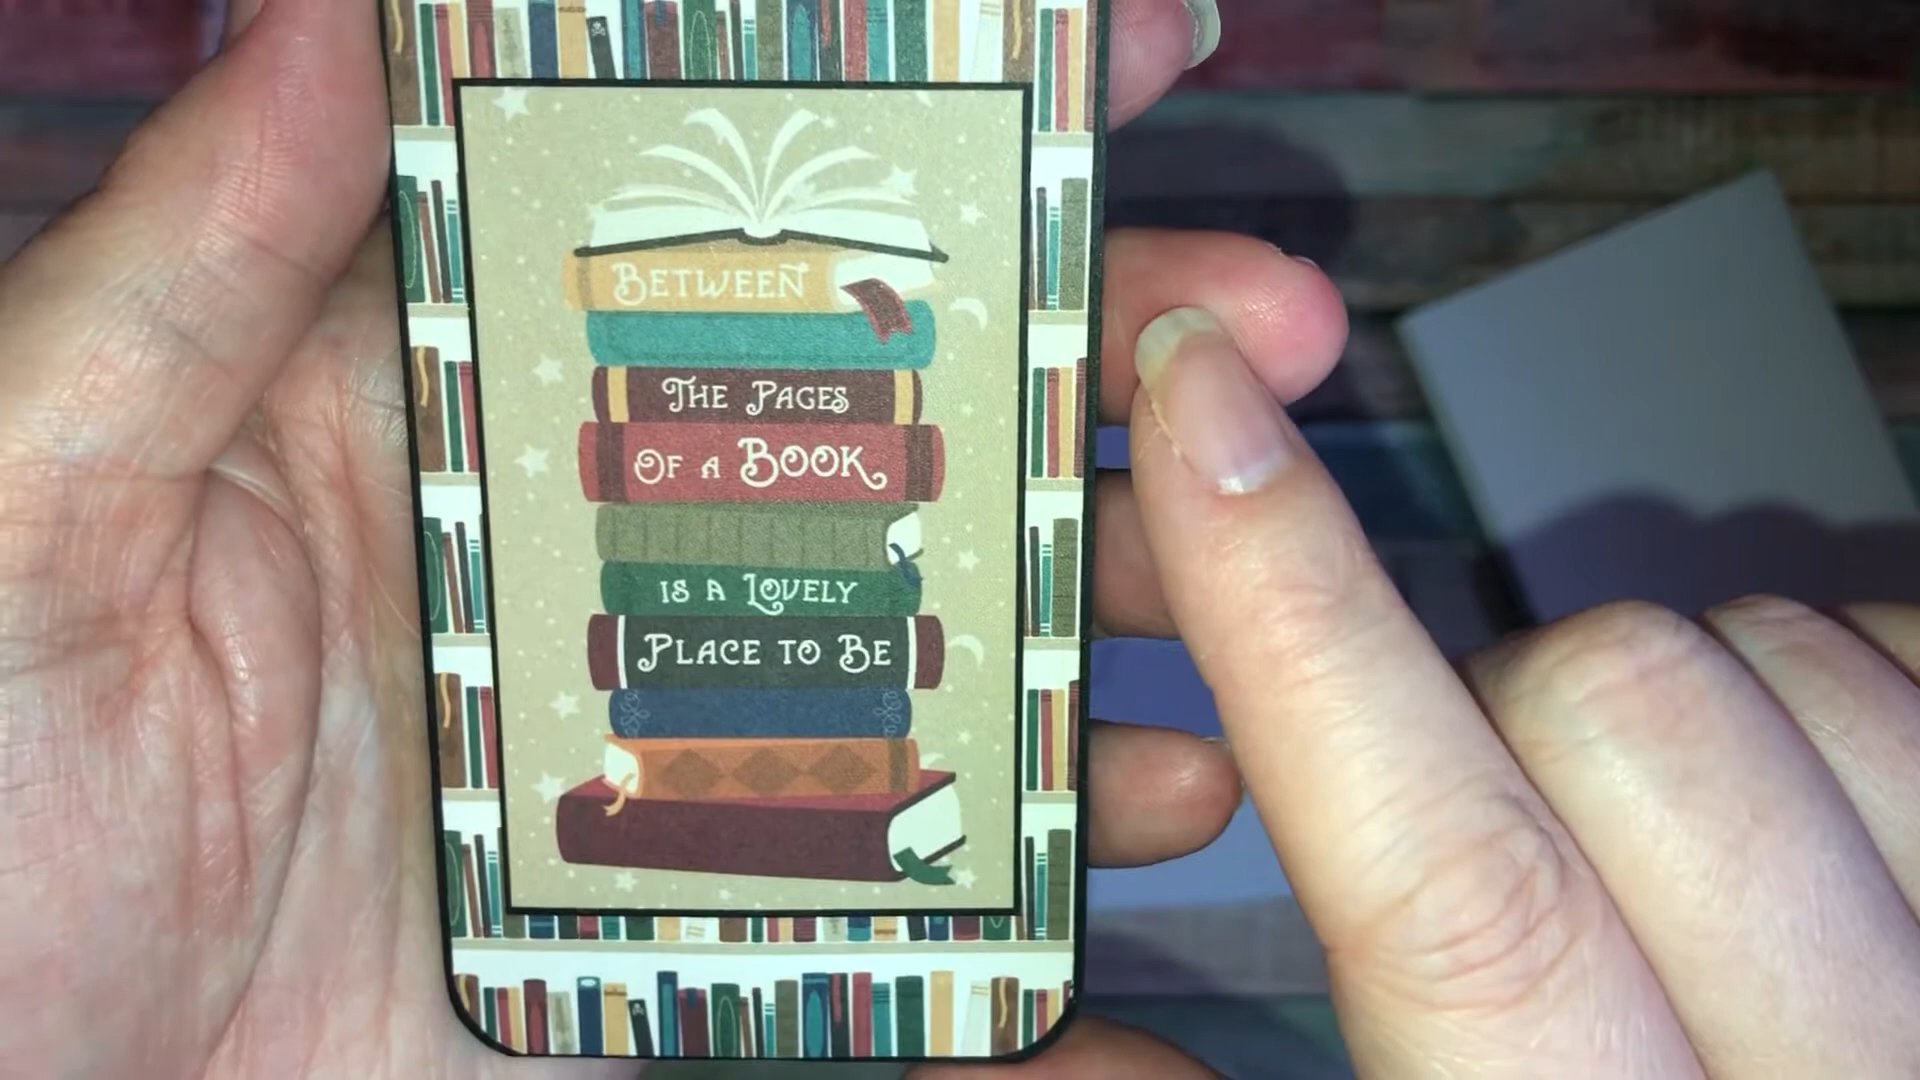 BETWEEN
THE PAGES
OF A BOOK
IS A LOVELY
PLACE TO BE